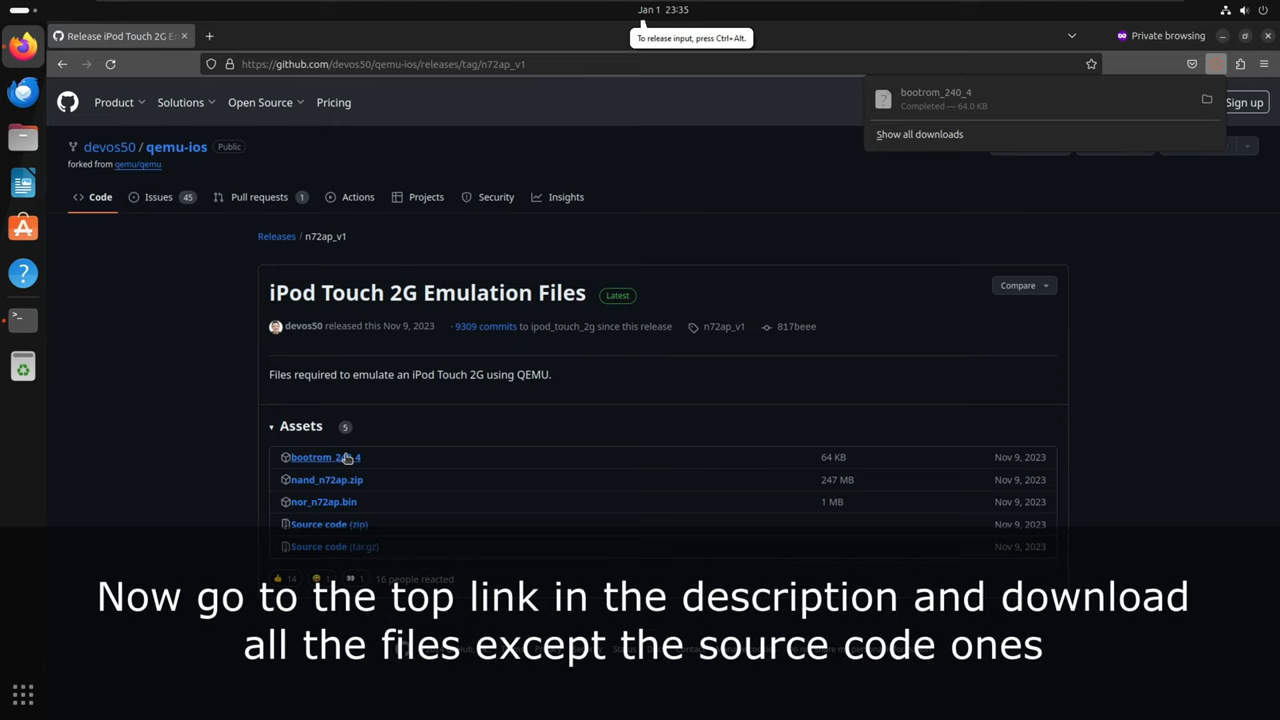 Jan 1 23:35
Release iPod Touch 2G E
To release input, press Ctrl+Alt.
Private browsing
https://github.com/devos50/qemu-ios/releases/tag/n72ap_v1
bootrom_240_4
Completed — 64.0 KB
Show all downloads
Product
Solutions
Open Source
Pricing
Sign up
devos50 / qemu-ios Public
forked from qemu/qemu
Code
Issues 45
Pull requests 1
Actions
Projects
Security
Insights
Releases / n72ap_v1
iPod Touch 2G Emulation Files Latest
Compare
devos50 released this Nov 9, 2023 · 9309 commits to ipod_touch_2g since this release n72ap_v1 817beee
Files required to emulate an iPod Touch 2G using QEMU.
Assets 5
bootrom_240_4 64 KB Nov 9, 2023
nand_n72ap.zip 247 MB Nov 9, 2023
nor_n72ap.bin 1 MB Nov 9, 2023
Source code (zip) Nov 9, 2023
Source code (tar.gz) Nov 9, 2023
14 1 1 16 people reacted
Now go to the top link in the description and download
all the files except the source code ones